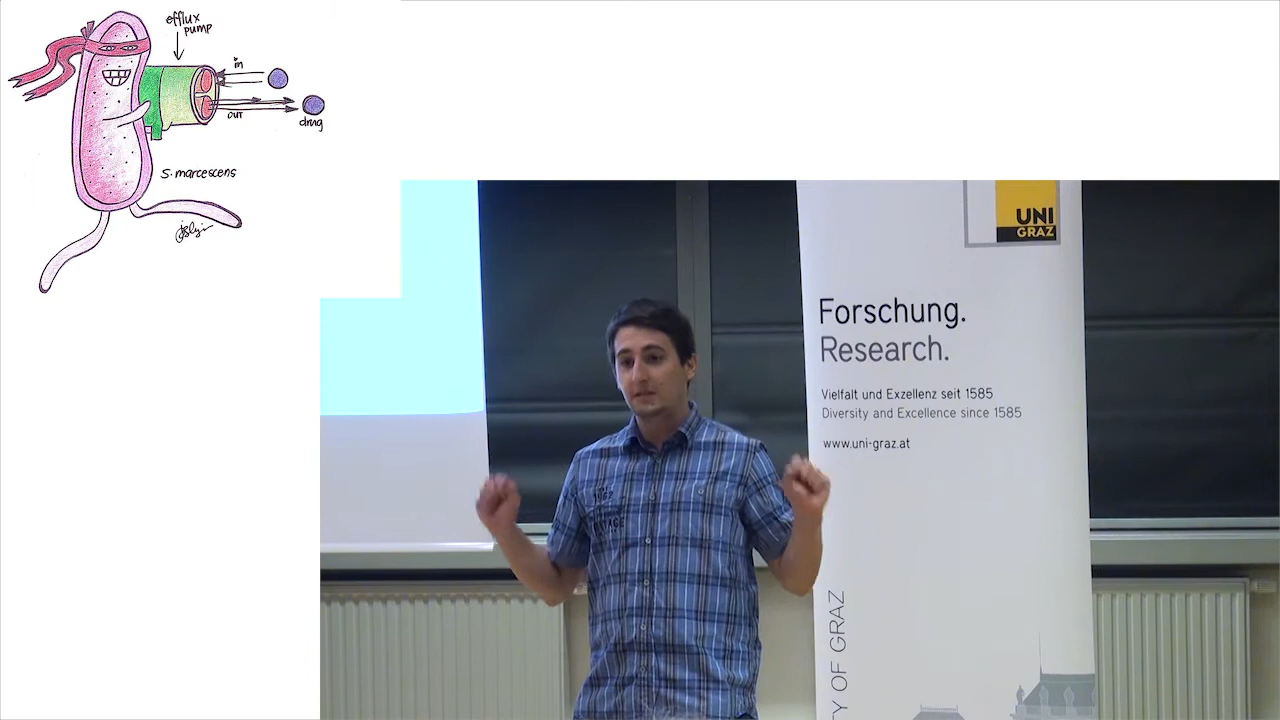 efflux
pump
in
out
drug
S. marcescens
UNI
GRAZ
Forschung.
Research.
Vielfalt und Exzellenz seit 1585
Diversity and Excellence since 1585
www.uni-graz.at
TY OF GRAZ